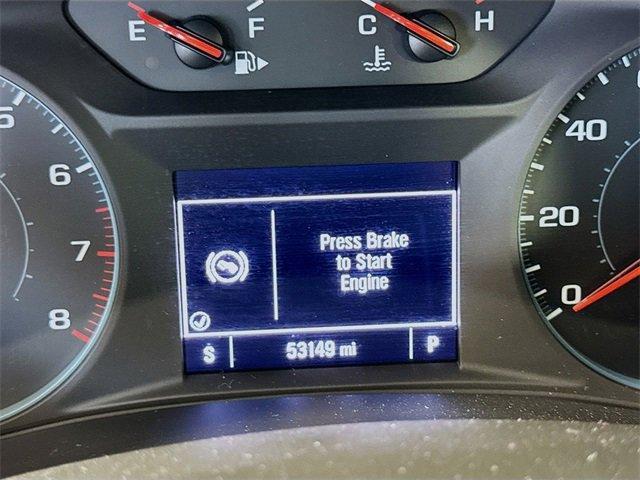 E F C H
5 40
6
7 20
8 0
Press Brake
to Start
Engine
S 53149 mi P